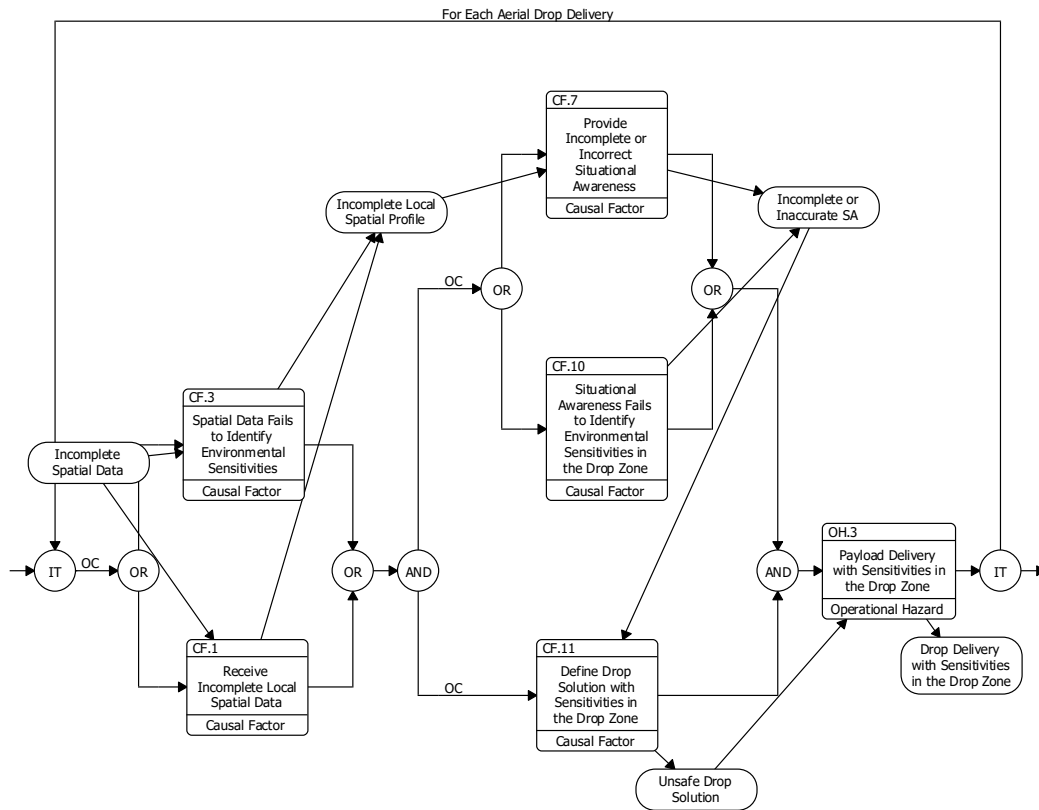 For Each Aerial Drop Delivery
CF.7
Provide
Incomplete or
Incorrect
Situational
Awareness
Causal Factor
Incomplete Local
Spatial Profile
Incomplete or
Inaccurate SA
OC
OR
OR
CF.10
Situational
Awareness Fails
to Identify
Environmental
Sensitivities in
the Drop Zone
Causal Factor
CF.3
Spatial Data Fails
to Identify
Environmental
Sensitivities
Causal Factor
Incomplete
Spatial Data
IT
OC
OR
OR
AND
AND
OH.3
Payload Delivery
with Sensitivities in
the Drop Zone
Operational Hazard
IT
CF.1
Receive
Incomplete Local
Spatial Data
Causal Factor
OC
CF.11
Define Drop
Solution with
Sensitivities in
the Drop Zone
Causal Factor
Drop Delivery
with Sensitivities
in the Drop Zone
Unsafe Drop
Solution